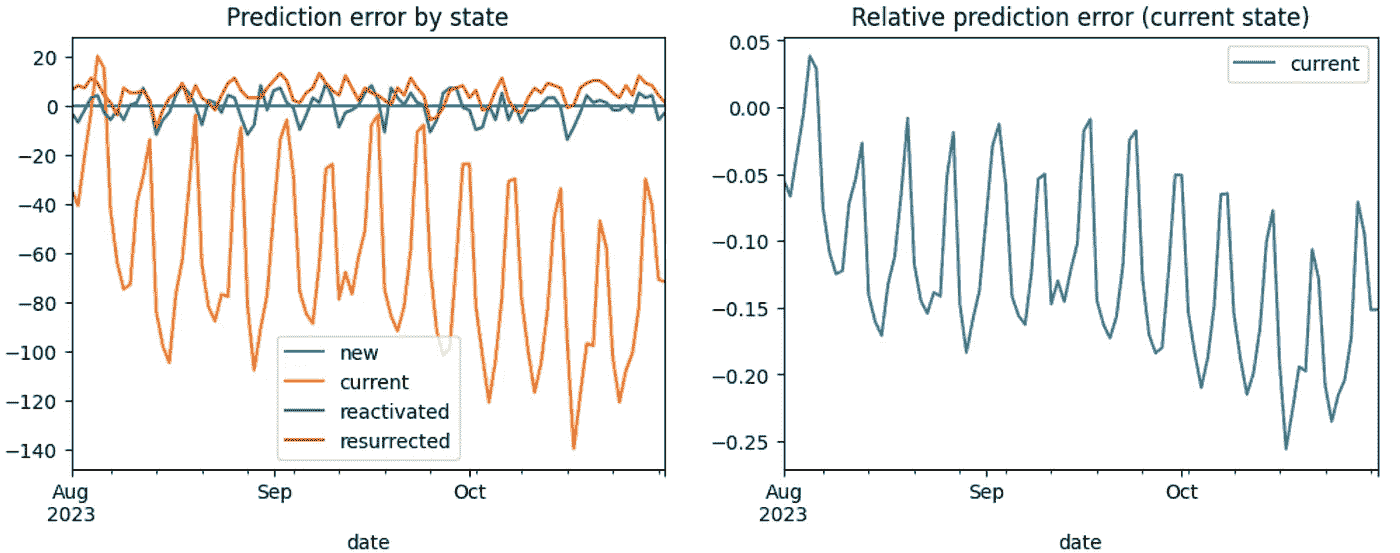 Prediction error by state
20
0
−20
−40
−60
−80
−100
−120
−140
new
current
reactivated
resurrected
Aug
2023
Sep
Oct
date
Relative prediction error (current state)
0.05
0.00
−0.05
−0.10
−0.15
−0.20
−0.25
current
Aug
2023
Sep
Oct
date